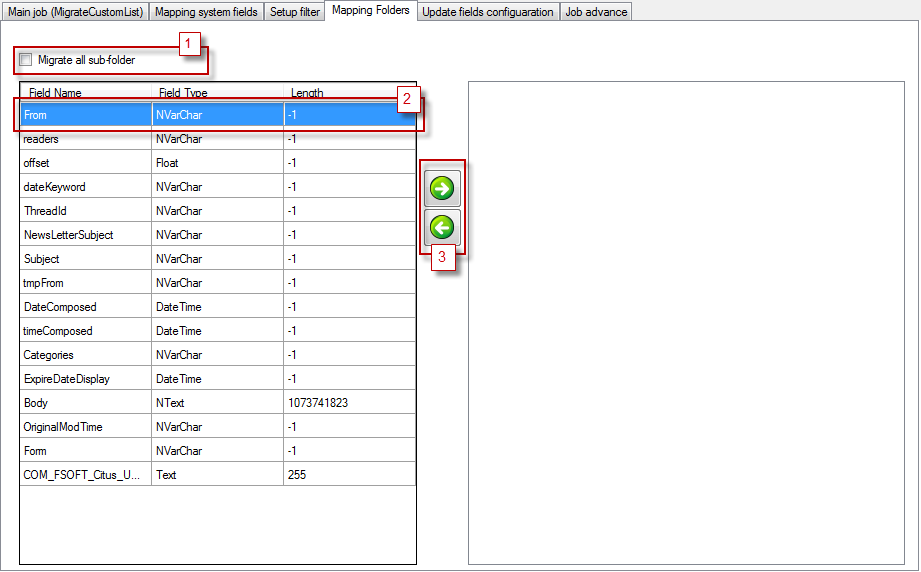 Main job (MigrateCustomList) Mapping system fields Setup filter Mapping Folders Update fields configuaration Job advance
1
Migrate all sub-folder
Field Name Field Type Length
2
From NVarChar -1
readers NVarChar -1
offset Float -1
dateKeyword NVarChar -1
ThreadId NVarChar -1
NewsLetterSubject NVarChar -1
Subject NVarChar -1
3
tmpFrom NVarChar -1
DateComposed DateTime -1
timeComposed DateTime -1
Categories NVarChar -1
ExpireDateDisplay DateTime -1
Body NText 1073741823
OriginalModTime NVarChar -1
Form NVarChar -1
COM_FSOFT_Citus_U... Text 255